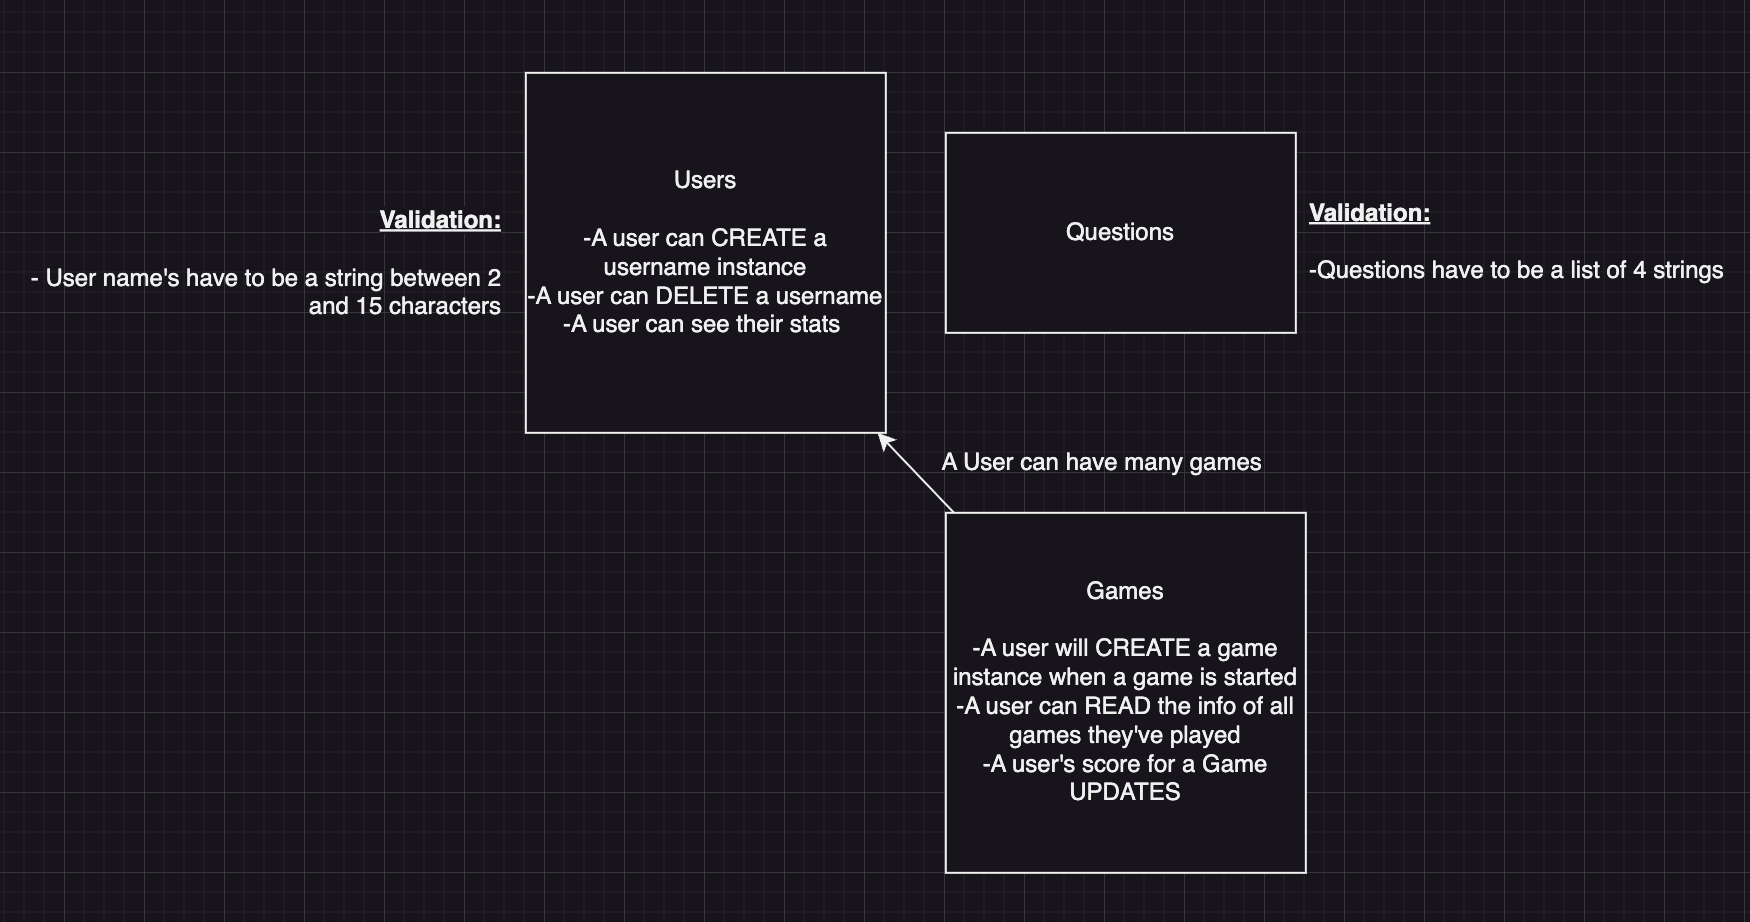 Validation:
- User name's have to be a string between 2
and 15 characters
Users
-A user can CREATE a
username instance
-A user can DELETE a username
-A user can see their stats
Questions
Validation:
-Questions have to be a list of 4 strings
A User can have many games
Games
-A user will CREATE a game
instance when a game is started
-A user can READ the info of all
games they've played
-A user's score for a Game
UPDATES